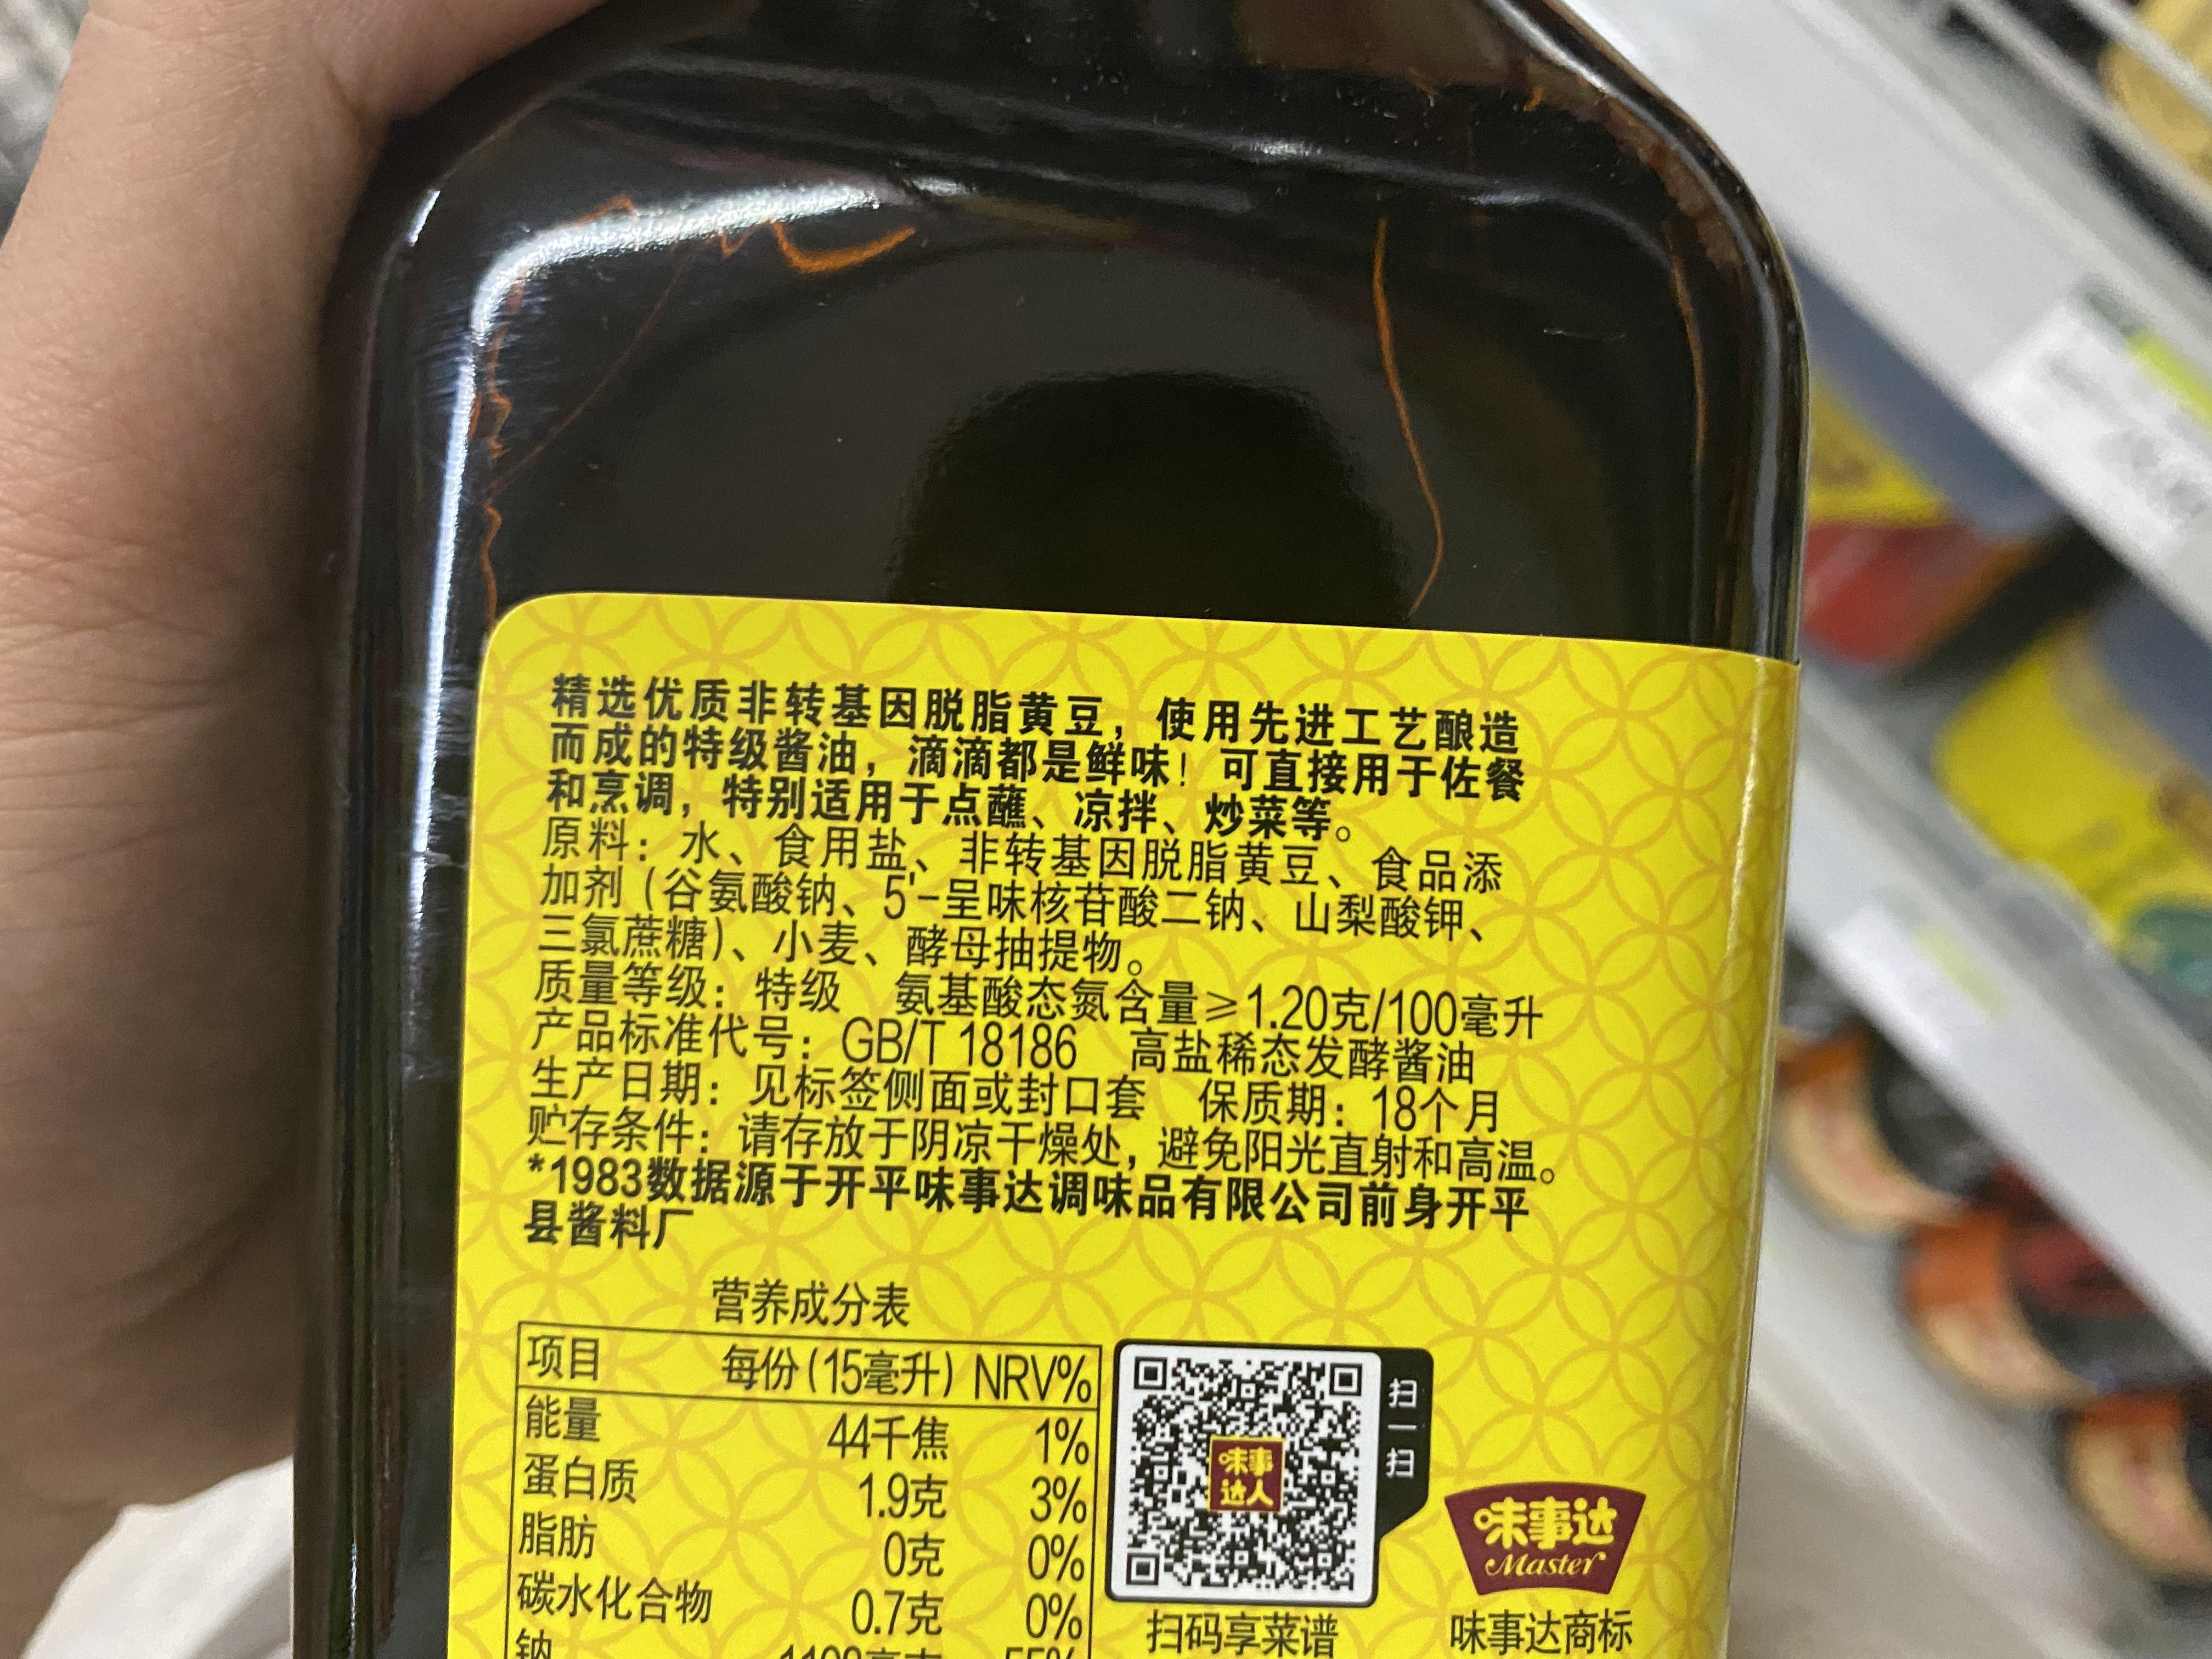 精选优质非转基因脱脂黄豆，使用先进工艺酿造
而成的特级酱油，滴滴都是鲜味！可直接用于佐餐
和烹调，特别适用于点蘸、凉拌、炒菜等。
原料：水、食用盐、非转基因脱脂黄豆、食品添
加剂（谷氨酸钠、5'-呈味核苷酸二钠、山梨酸钾、
三氯蔗糖）、小麦、酵母抽提物。
质量等级：特级 氨基酸态氮含量≥1.20克/100毫升
产品标准代号：GB/T 18186 高盐稀态发酵酱油
生产日期：见标签侧面或封口套 保质期：18个月
贮存条件：请存放于阴凉干燥处，避免阳光直射和高温。
*1983数据源于开平味事达调味品有限公司前身开平
县酱料厂
营养成分表
项目 每份（15毫升） NRV%
能量 44千焦 1%
蛋白质 1.9克 3%
脂肪 0克 0%
碳水化合物 0.7克 0%
钠
扫一扫
味事
达人
扫码享菜谱
味事达
Master
味事达商标